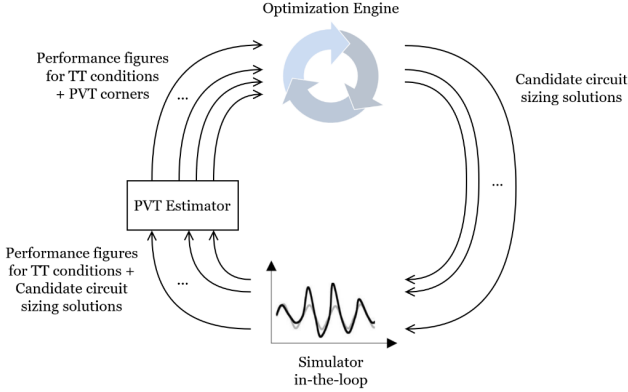 Optimization Engine
Performance figures
for TT conditions
+ PVT corners
...
Candidate circuit
sizing solutions
...
PVT Estimator
Performance figures
for TT conditions +
Candidate circuit
sizing solutions
...
Simulator
in-the-loop